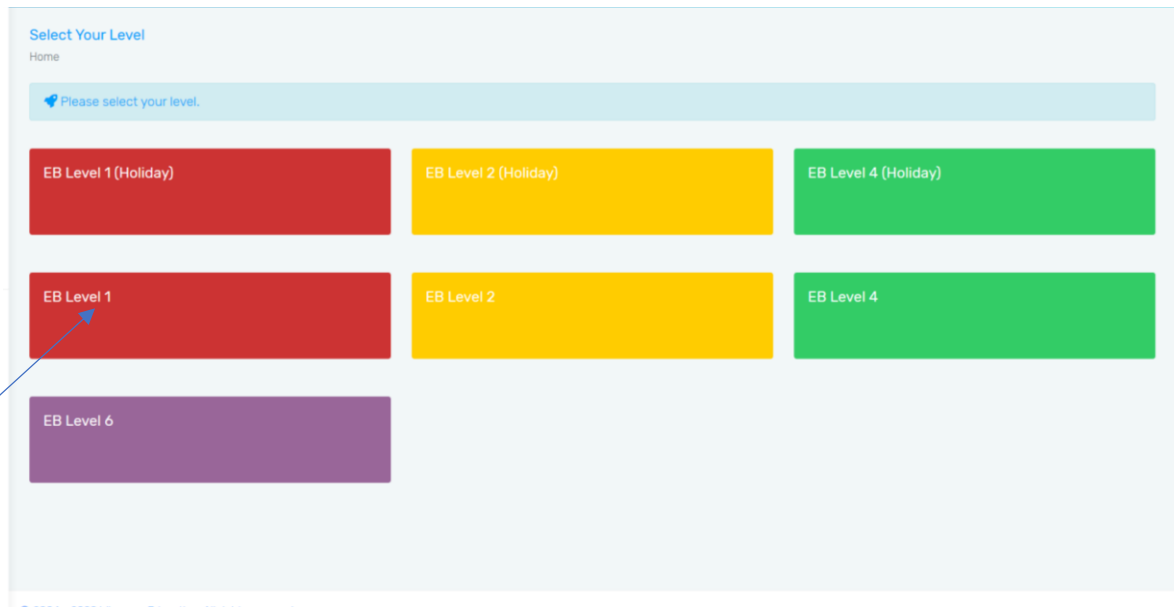 Select Your Level
Home
Please select your level.
EB Level 1 (Holiday)
EB Level 2 (Holiday)
EB Level 4 (Holiday)
EB Level 1
EB Level 2
EB Level 4
EB Level 6